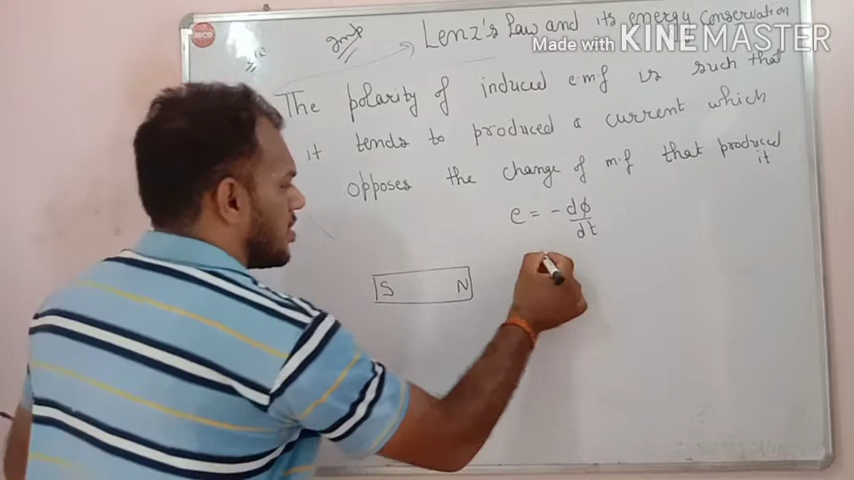 Imp
Lenz's Law and its energy conservation
Made with KINEMASTER
The polarity of induced e.m.f is such that
it tends to produced a current which
opposes the change of m.f that produced
it
e = - dφ/dt
S N